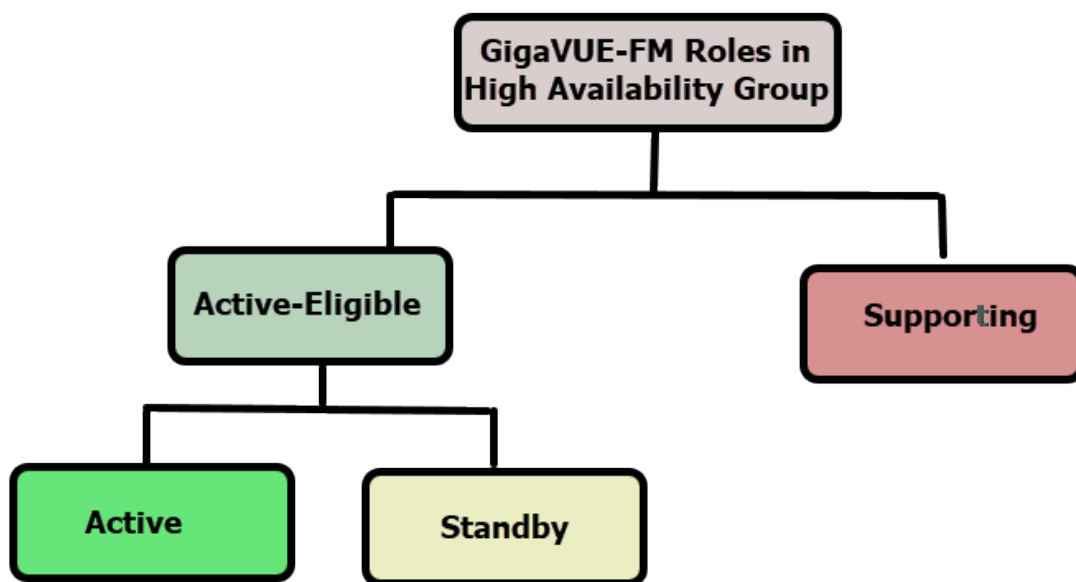 GigaVUE-FM Roles in
High Availability Group
Active-Eligible
Supporting
Active
Standby